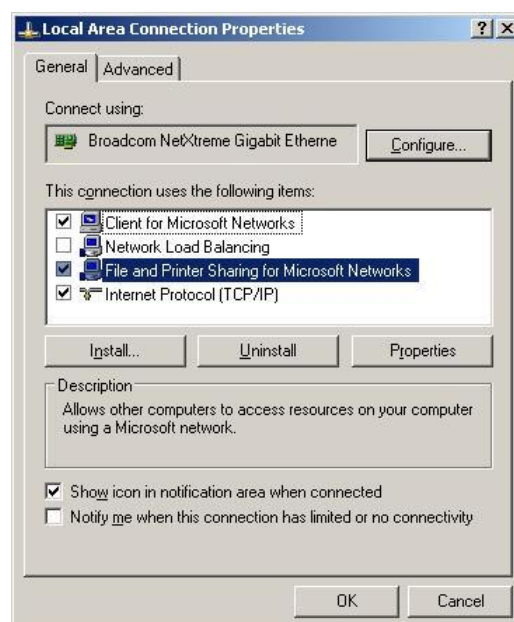 Local Area Connection Properties
General Advanced
Connect using:
Broadcom NetXtreme Gigabit Etherne Configure...
This connection uses the following items:
Client for Microsoft Networks
Network Load Balancing
File and Printer Sharing for Microsoft Networks
Internet Protocol (TCP/IP)
Install... Uninstall Properties
Description
Allows other computers to access resources on your computer
using a Microsoft network.
Show icon in notification area when connected
Notify me when this connection has limited or no connectivity
OK Cancel